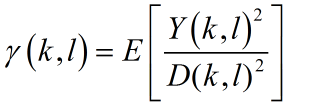 γ(k,l) = E[Y(k,l)² / D(k,l)²]